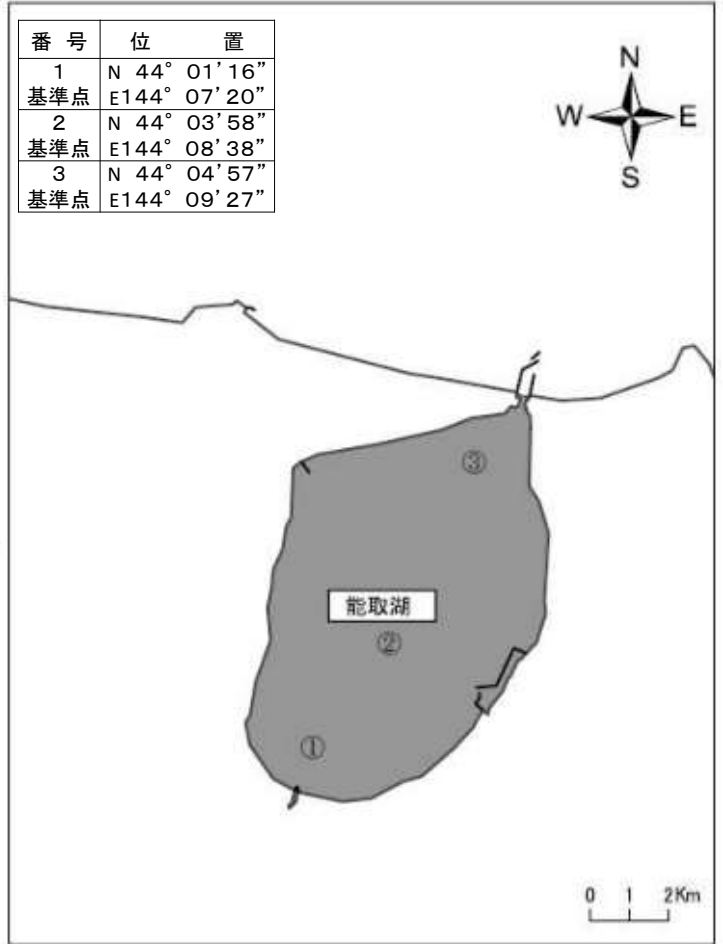 番 号 位 置
1 N 44° 01’16”
基準点 E144° 07’20”
2 N 44° 03’58”
基準点 E144° 08’38”
3 N 44° 04’57”
基準点 E144° 09’27”
N
W E
S
③
能取湖
②
①
0 1 2Km